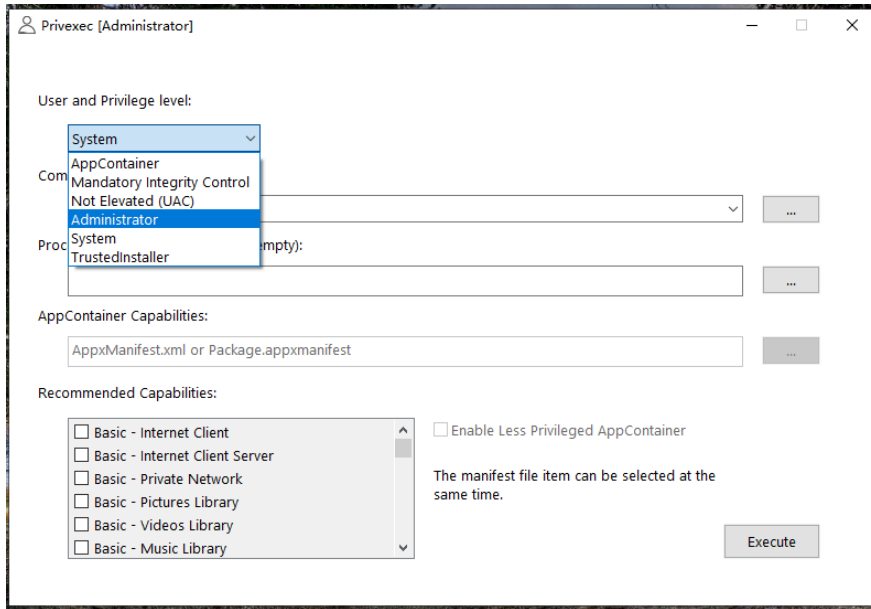 Privexec [Administrator]
User and Privilege level:
System
AppContainer
Mandatory Integrity Control
Not Elevated (UAC)
Administrator
System
TrustedInstaller
Com
...
Proc
empty):
...
AppContainer Capabilities:
AppxManifest.xml or Package.appxmanifest
...
Recommended Capabilities:
Basic - Internet Client
Basic - Internet Client Server
Basic - Private Network
Basic - Pictures Library
Basic - Videos Library
Basic - Music Library
Enable Less Privileged AppContainer
The manifest file item can be selected at the
same time.
Execute